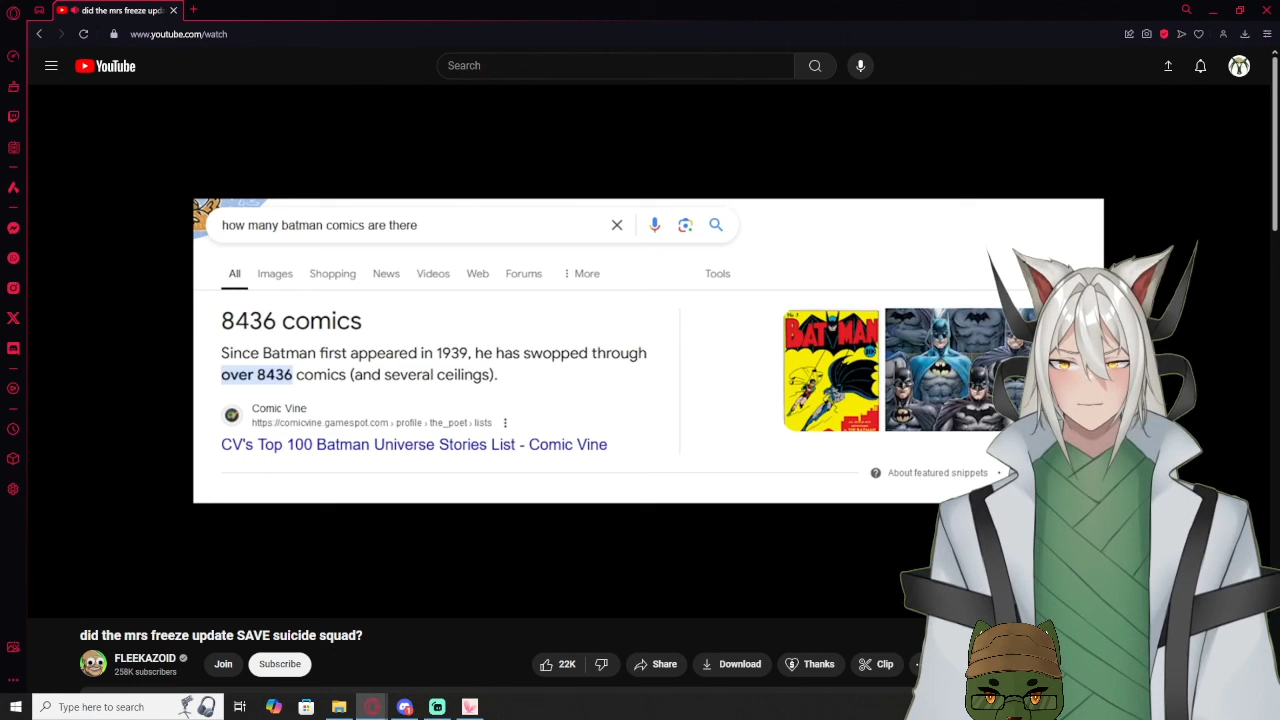 did the mrs freeze upda
www.youtube.com/watch
YouTube
Search
how many batman comics are there
All Images Shopping News Videos Web Forums More Tools
8436 comics
Since Batman first appeared in 1939, he has swopped through
over 8436 comics (and several ceilings).
Comic Vine
https://comicvine.gamespot.com › profile › the_poet › lists
CV's Top 100 Batman Universe Stories List - Comic Vine
BATMAN
About featured snippets
did the mrs freeze update SAVE suicide squad?
FLEEKAZOID
258K subscribers
Join
Subscribe
22K
Share
Download
Thanks
Clip
Type here to search